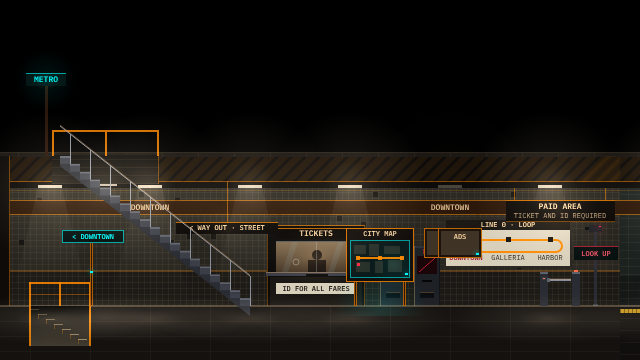 METRO
DOWNTOWN
DOWNTOWN
PAID AREA
TICKET AND ID REQUIRED
< WAY OUT · STREET
LINE 0 · LOOP
< DOWNTOWN
TICKETS
CITY MAP
ADS
LOOK UP
DOWNTOWN GALLERIA HARBOR
ID FOR ALL FARES